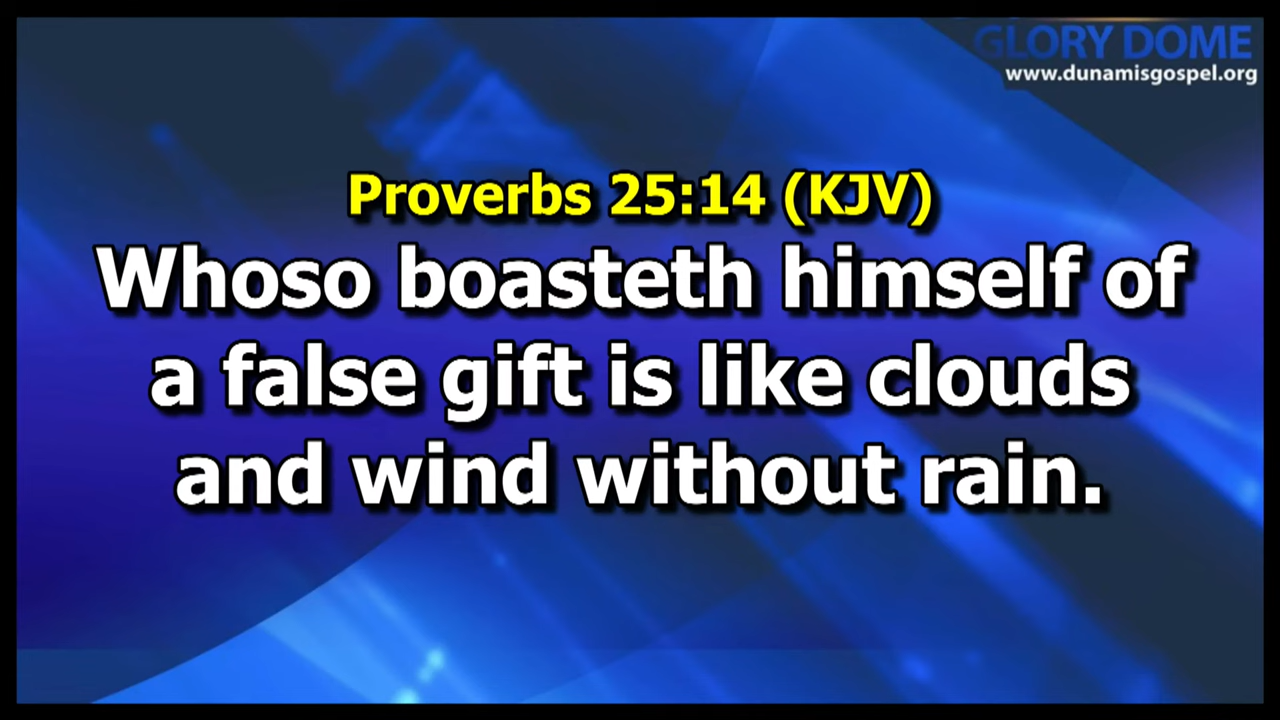 GLORY DOME
www.dunamisgospel.org
Proverbs 25:14 (KJV)
Whoso boasteth himself of
a false gift is like clouds
and wind without rain.